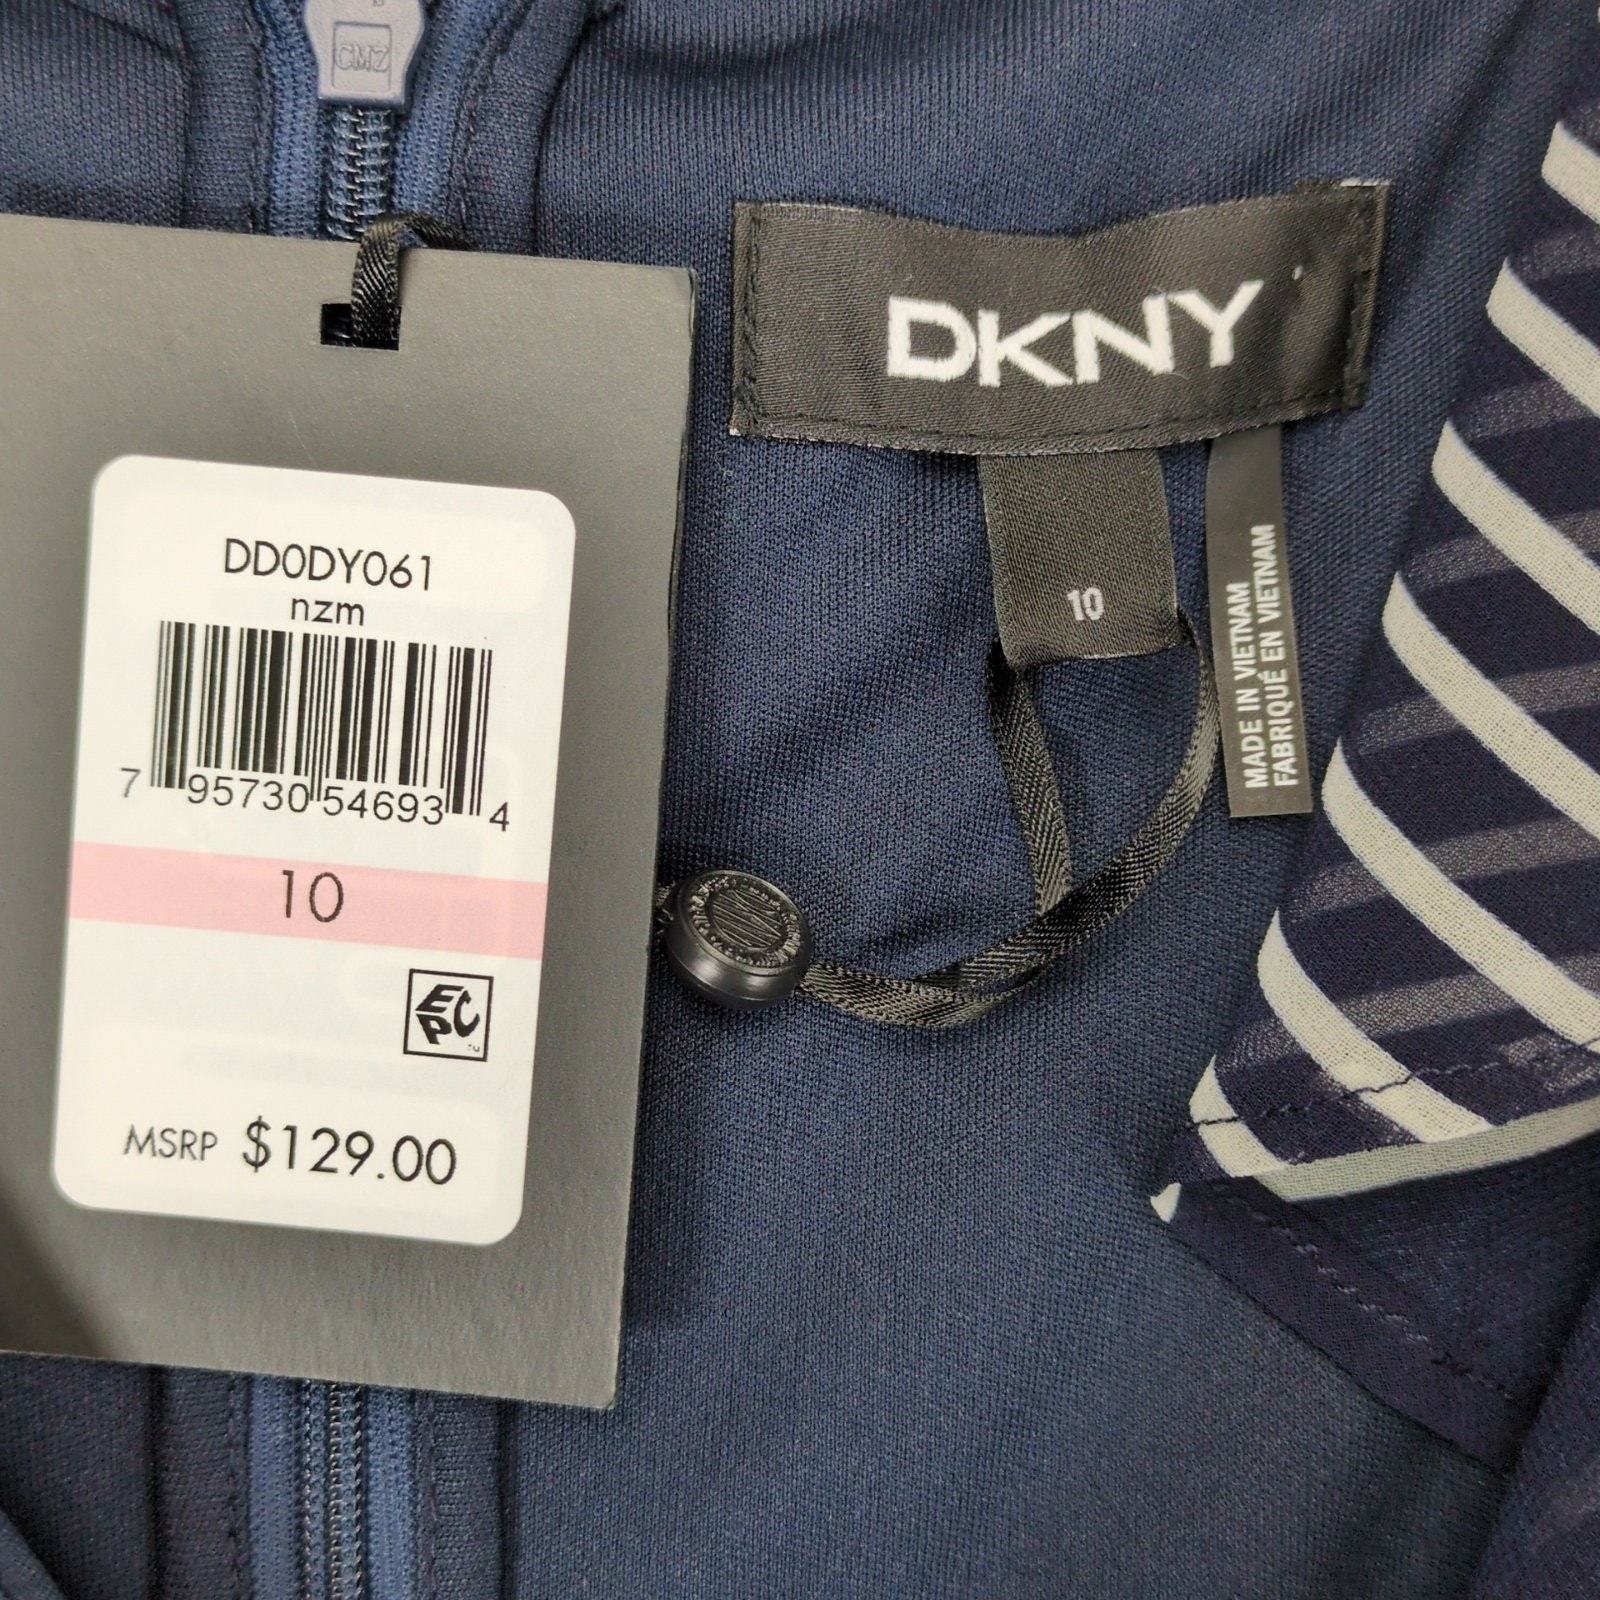 CMZ
DKNY
10
MADE IN VIETNAM
FABRIQUÉ EN VIETNAM
DD0DY061
nzm
7 95730 54693 4
10
EPC
MSRP $129.00